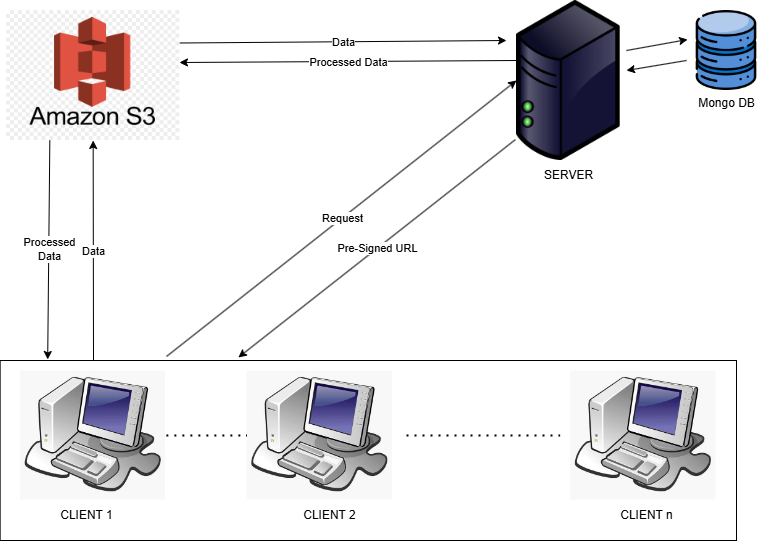 Amazon S3
Data
Processed Data
Mongo DB
SERVER
Request
Processed
Data
Data
Pre-Signed URL
CLIENT 1
CLIENT 2
CLIENT n